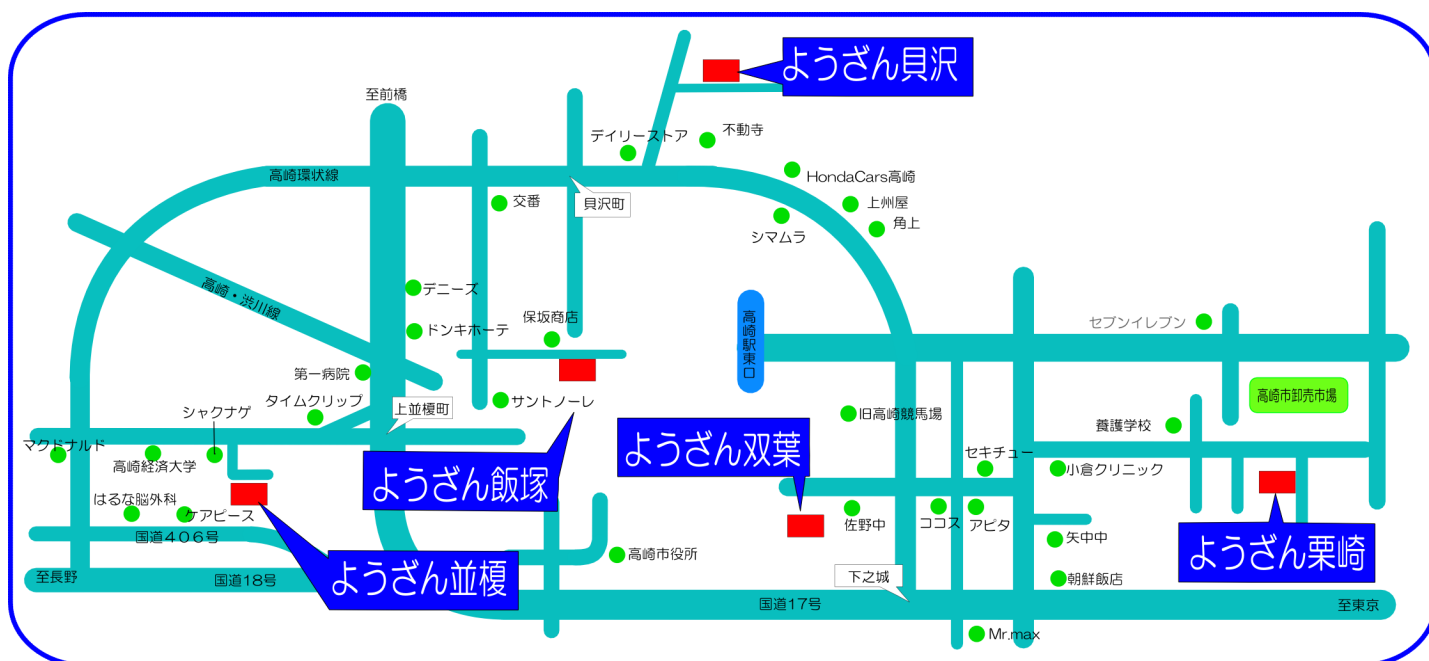 ようざん貝沢
至前橋
デイリーストア
不動寺
高崎環状線
HondaCars高崎
交番
貝沢町
上州屋
角上
シマムラ
高崎・渋川線
デニーズ
ドンキホーテ
保坂商店
高崎駅東口
セブンイレブン
第一病院
高崎市卸売市場
タイムクリップ
サントノーレ
シャクナゲ
上並榎町
旧高崎競馬場
養護学校
マクドナルド
高崎経済大学
ようざん飯塚
ようざん双葉
セキチュー
小倉クリニック
はるな脳外科
ケアピース
佐野中
ココス
アピタ
国道406号
矢中中
ようざん栗崎
高崎市役所
ようざん並榎
至長野
国道18号
下之城
朝鮮飯店
国道17号
至東京
Mr.max